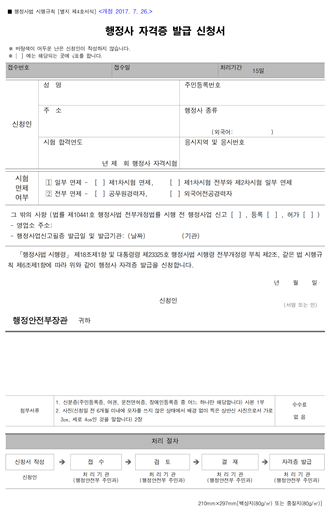 ■ 행정사법 시행규칙 [별지 제4호서식] <개정 2017. 7. 26.>
행정사 자격증 발급 신청서
※ 바탕색이 어두운 난은 신청인이 작성하지 않습니다.
※ [ ] 에는 해당되는 곳에 √표를 합니다.
접수번호 접수일 처리기간 15일
신청인
성 명 주민등록번호
주 소 행정사 종류
(외국어: )
시험 합격연도 응시지역 및 응시번호
년 제 회 행정사 자격시험
시험 면제 여부
① 일부 면제 - [ ] 제1차시험 면제, [ ] 제1차시험 전부와 제2차시험 일부 면제
② 전부 면제 - [ ] 공무원경력자, [ ] 외국어전공경력자
그 밖의 사항 (법률 제10441호 행정사법 전부개정법률 시행 전 행정사업 신고 [ ] , 등록 [ ] , 허가 [ ] )
- 영업소 주소:
- 행정사업신고필증 발급일 및 발급기관: (날짜) (기관)
「행정사법 시행령」 제18조제1항 및 대통령령 제23325호 행정사법 시행령 전부개정령 부칙 제2조, 같은 법 시행규
칙 제6조제1항에 따라 위와 같이 행정사 자격증 발급을 신청합니다.
년 월 일
신청인
(서명 또는 인)
행정안전부장관 귀하
첨부서류
1. 신분증(주민등록증, 여권, 운전면허증, 장애인등록증 중 어느 하나만 해당합니다) 사본 1부
2. 사진(신청일 전 6개월 이내에 모자를 쓰지 않은 상태에서 배경 없이 찍은 상반신 사진으로서 가로
3㎝, 세로 4㎝인 것을 말합니다) 2장
수수료
없 음
처리 절차
신청서 작성 → 접 수 → 검 토 → 결 재 → 자격증 발급
신청인 처 리 기 관 처 리 기 관 처 리 기 관 처 리 기 관
(행정안전부 주민과) (행정안전부 주민과) (행정안전부 주민과) (행정안전부 주민과)
210mm×297mm[백상지(80g/㎡) 또는 중질지(80g/㎡)]